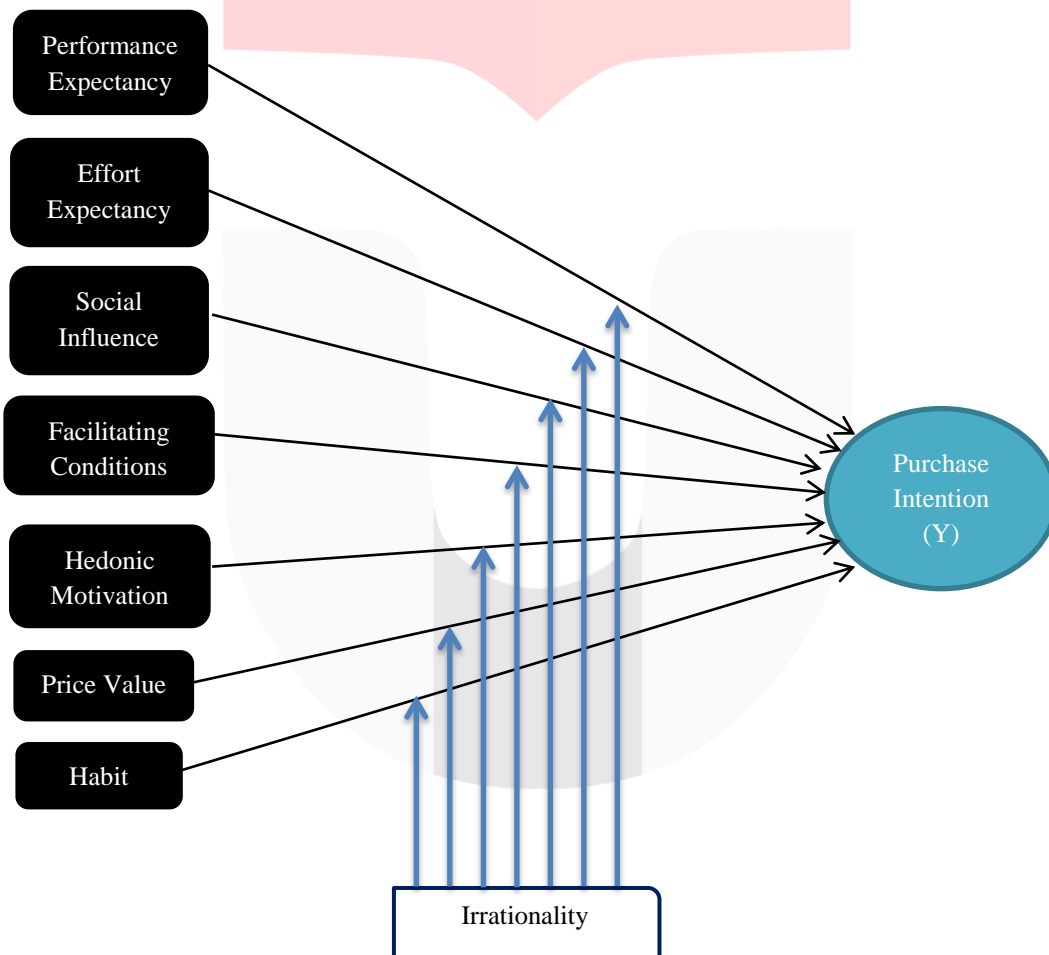 Performance
Expectancy
Effort
Expectancy
Social
Influence
Facilitating
Conditions
Hedonic
Motivation
Price Value
Habit
Purchase
Intention
(Y)
Irrationality